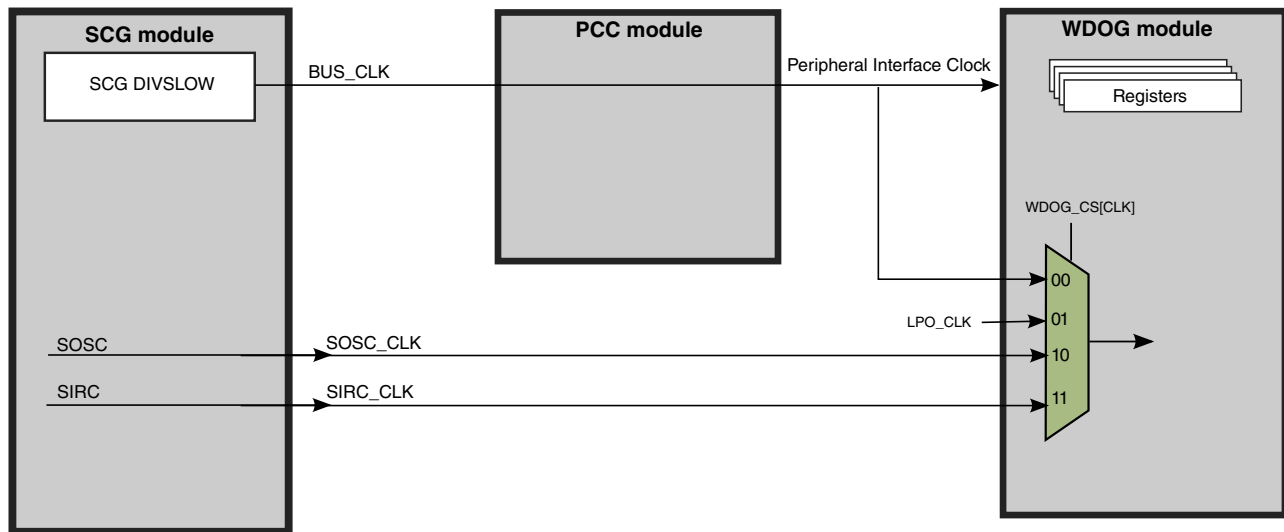 SCG module
PCC module
WDOG module
SCG DIVSLOW
BUS_CLK
Peripheral Interface Clock
Registers
WDOG_CS[CLK]
00
LPO_CLK
01
SOSC
SOSC_CLK
10
SIRC
SIRC_CLK
11